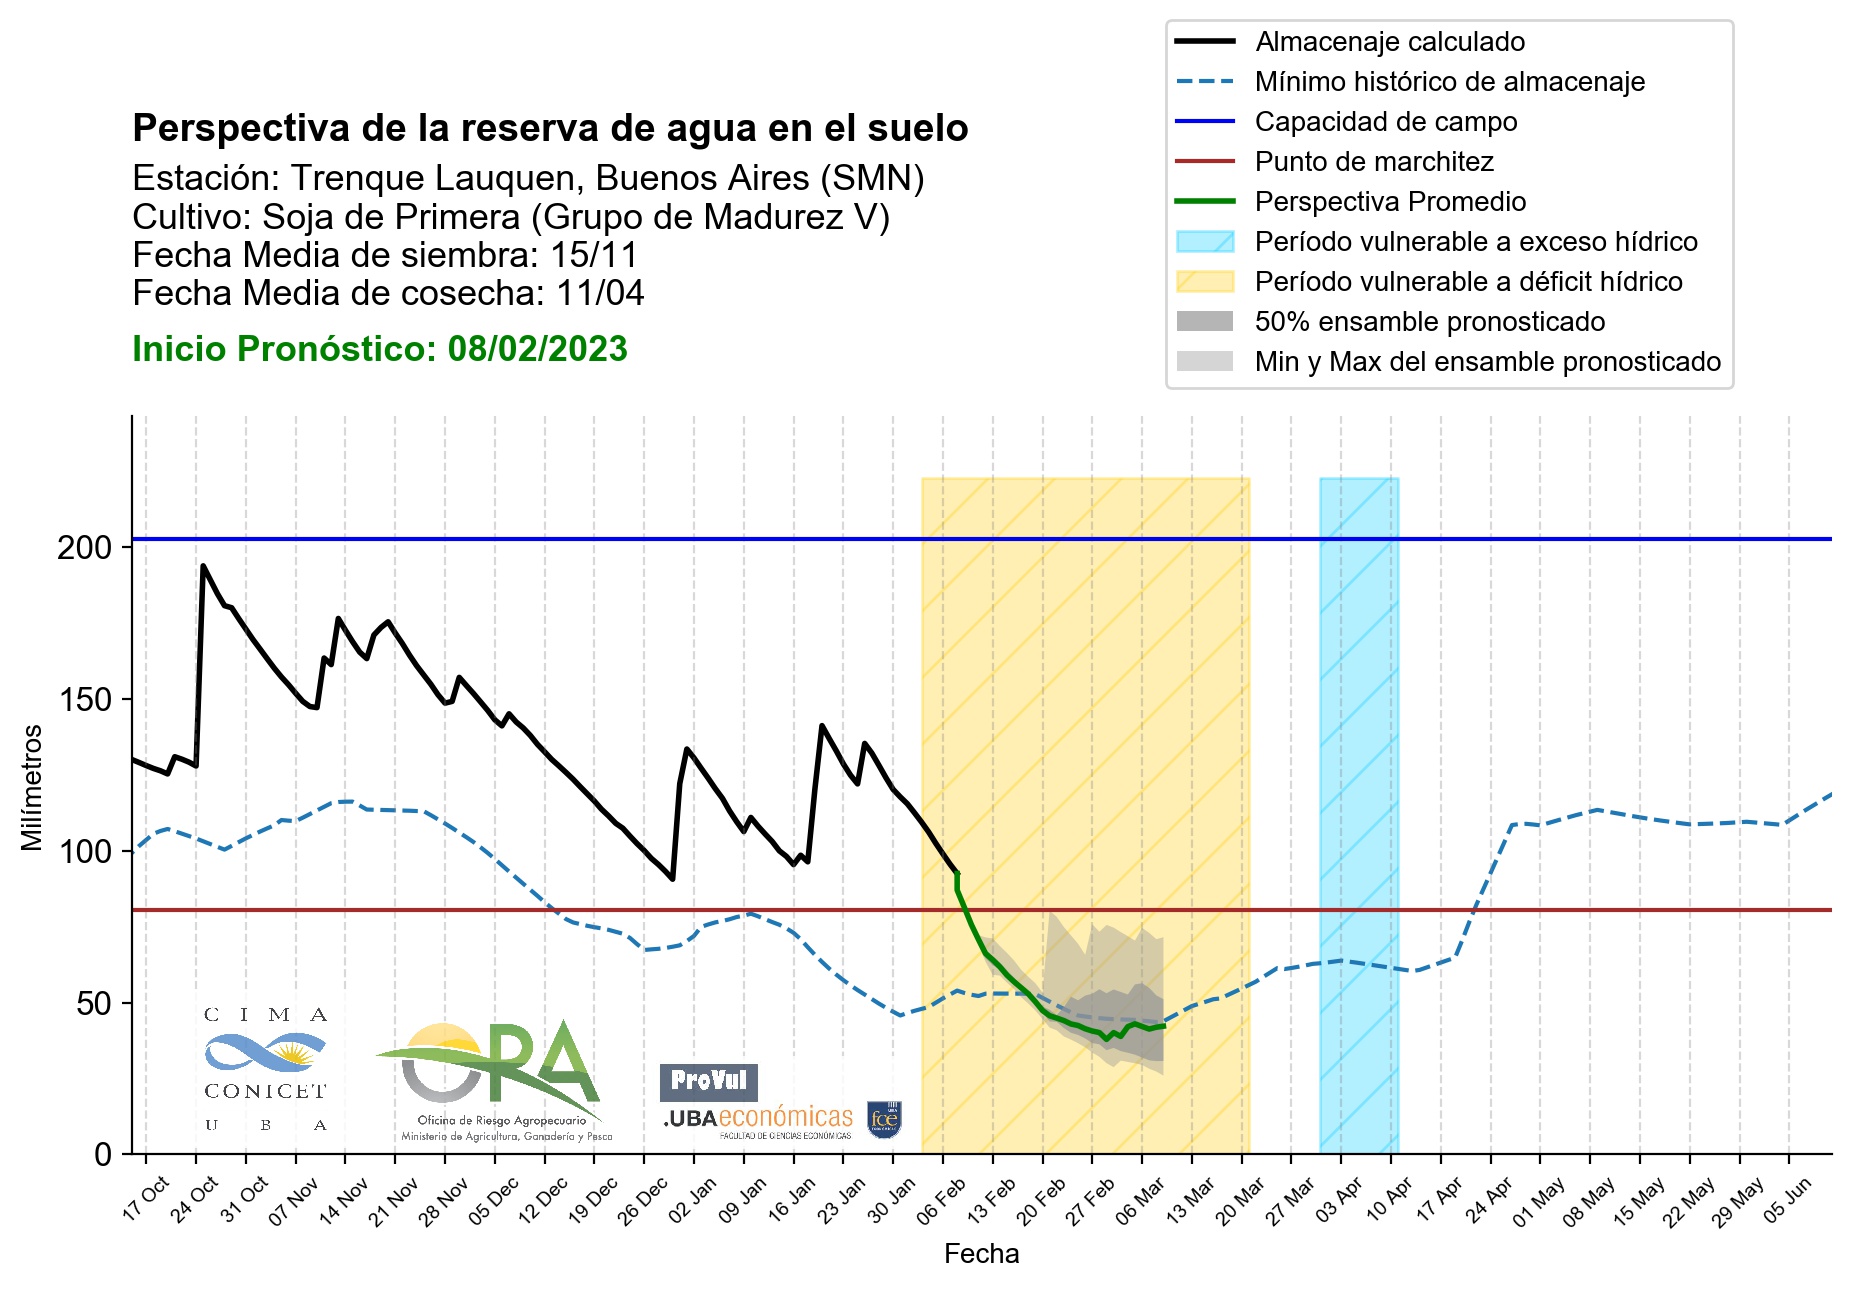 Almacenaje calculado
Mínimo histórico de almacenaje
Capacidad de campo
Punto de marchitez
Perspectiva Promedio
Período vulnerable a exceso hídrico
Período vulnerable a déficit hídrico
50% ensamble pronosticado
Min y Max del ensamble pronosticado
Perspectiva de la reserva de agua en el suelo
Estación: Trenque Lauquen, Buenos Aires (SMN)
Cultivo: Soja de Primera (Grupo de Madurez V)
Fecha Media de siembra: 15/11
Fecha Media de cosecha: 11/04
Inicio Pronóstico: 08/02/2023
Milímetros
200
150
100
50
0
CIMA
CONICET
UBA
ORA
Oficina de Riesgo Agropecuario
Ministerio de Agricultura, Ganadería y Pesca
ProVul
.UBAeconómicas
FACULTAD DE CIENCIAS ECONÓMICAS
UBA
fce
17 Oct
24 Oct
31 Oct
07 Nov
14 Nov
21 Nov
28 Nov
05 Dec
12 Dec
19 Dec
26 Dec
02 Jan
09 Jan
16 Jan
23 Jan
30 Jan
06 Feb
13 Feb
20 Feb
27 Feb
06 Mar
13 Mar
20 Mar
27 Mar
03 Apr
10 Apr
17 Apr
24 Apr
01 May
08 May
15 May
22 May
29 May
05 Jun
Fecha